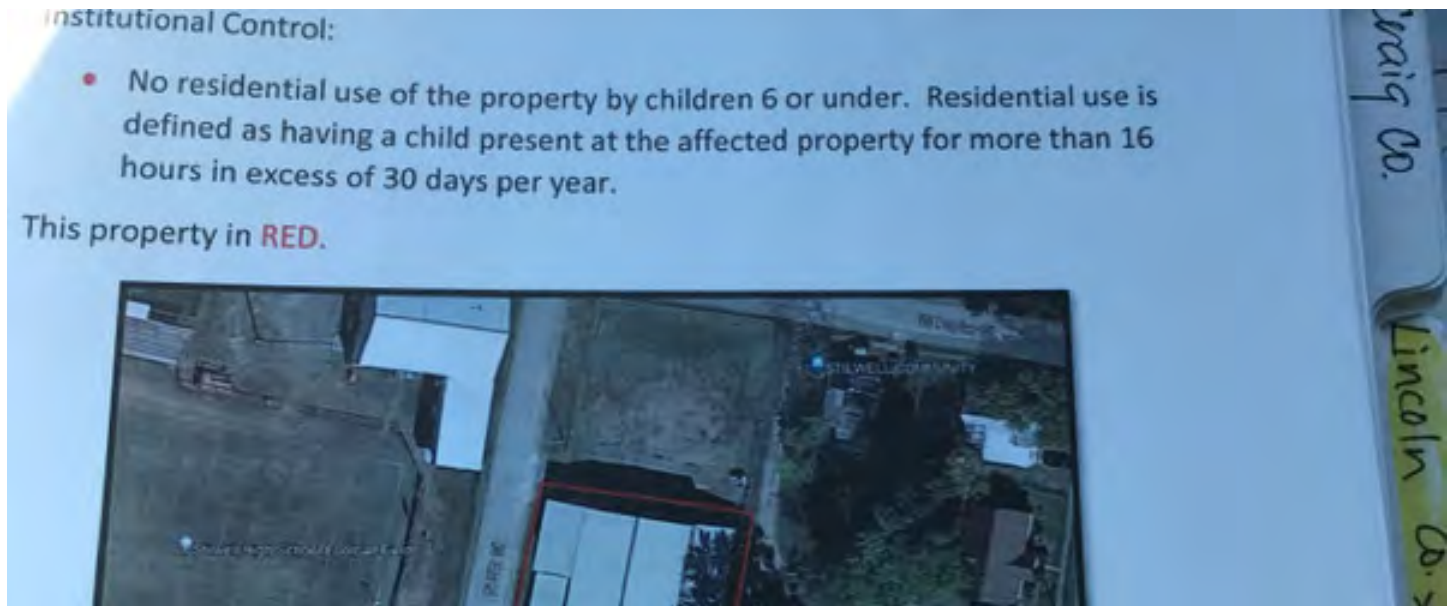 Institutional Control:
• No residential use of the property by children 6 or under. Residential use is
defined as having a child present at the affected property for more than 16
hours in excess of 30 days per year.
This property in RED.
STILWELL COMMUNITY
Craig Co.
Lincoln Co.